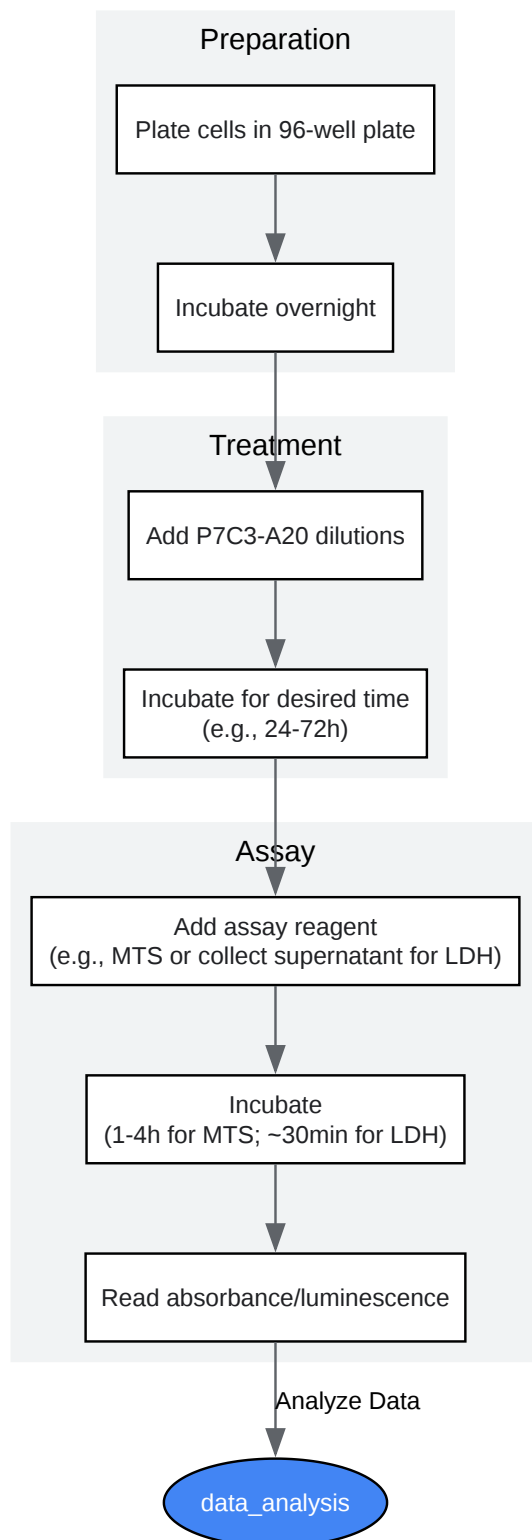 Preparation
Plate cells in 96-well plate
Incubate overnight
Treatment
Add P7C3-A20 dilutions
Incubate for desired time
(e.g., 24-72h)
Assay
Add assay reagent
(e.g., MTS or collect supernatant for LDH)
Incubate
(1-4h for MTS; ~30min for LDH)
Read absorbance/luminescence
Analyze Data
data_analysis